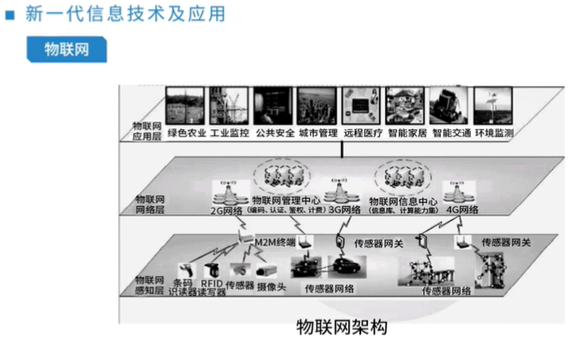 新一代信息技术及应用
物联网
物联网
应用层
绿色农业 工业监控 公共安全 城市管理 远程医疗 智能家居 智能交通 环境监测
物联网
网络层
物联网管理中心
(编码、认证、鉴权、计费)
物联网信息中心
(信息库、计算能力集)
2G网络 3G网络 4G网络
M2M终端 传感器网关 传感器网关
物联网
感知层
条码
识读器
RFID
读写器
传感器 摄像头 传感器网络 传感器网络
物联网架构